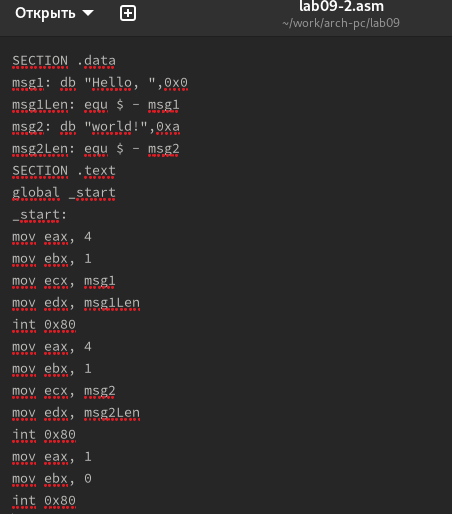 Открыть
lab09-2.asm
~/work/arch-pc/lab09
SECTION .data
msg1: db "Hello, ",0x0
msg1Len: equ $ - msg1
msg2: db "world!",0xa
msg2Len: equ $ - msg2
SECTION .text
global _start
_start:
mov eax, 4
mov ebx, 1
mov ecx, msg1
mov edx, msg1Len
int 0x80
mov eax, 4
mov ebx, 1
mov ecx, msg2
mov edx, msg2Len
int 0x80
mov eax, 1
mov ebx, 0
int 0x80